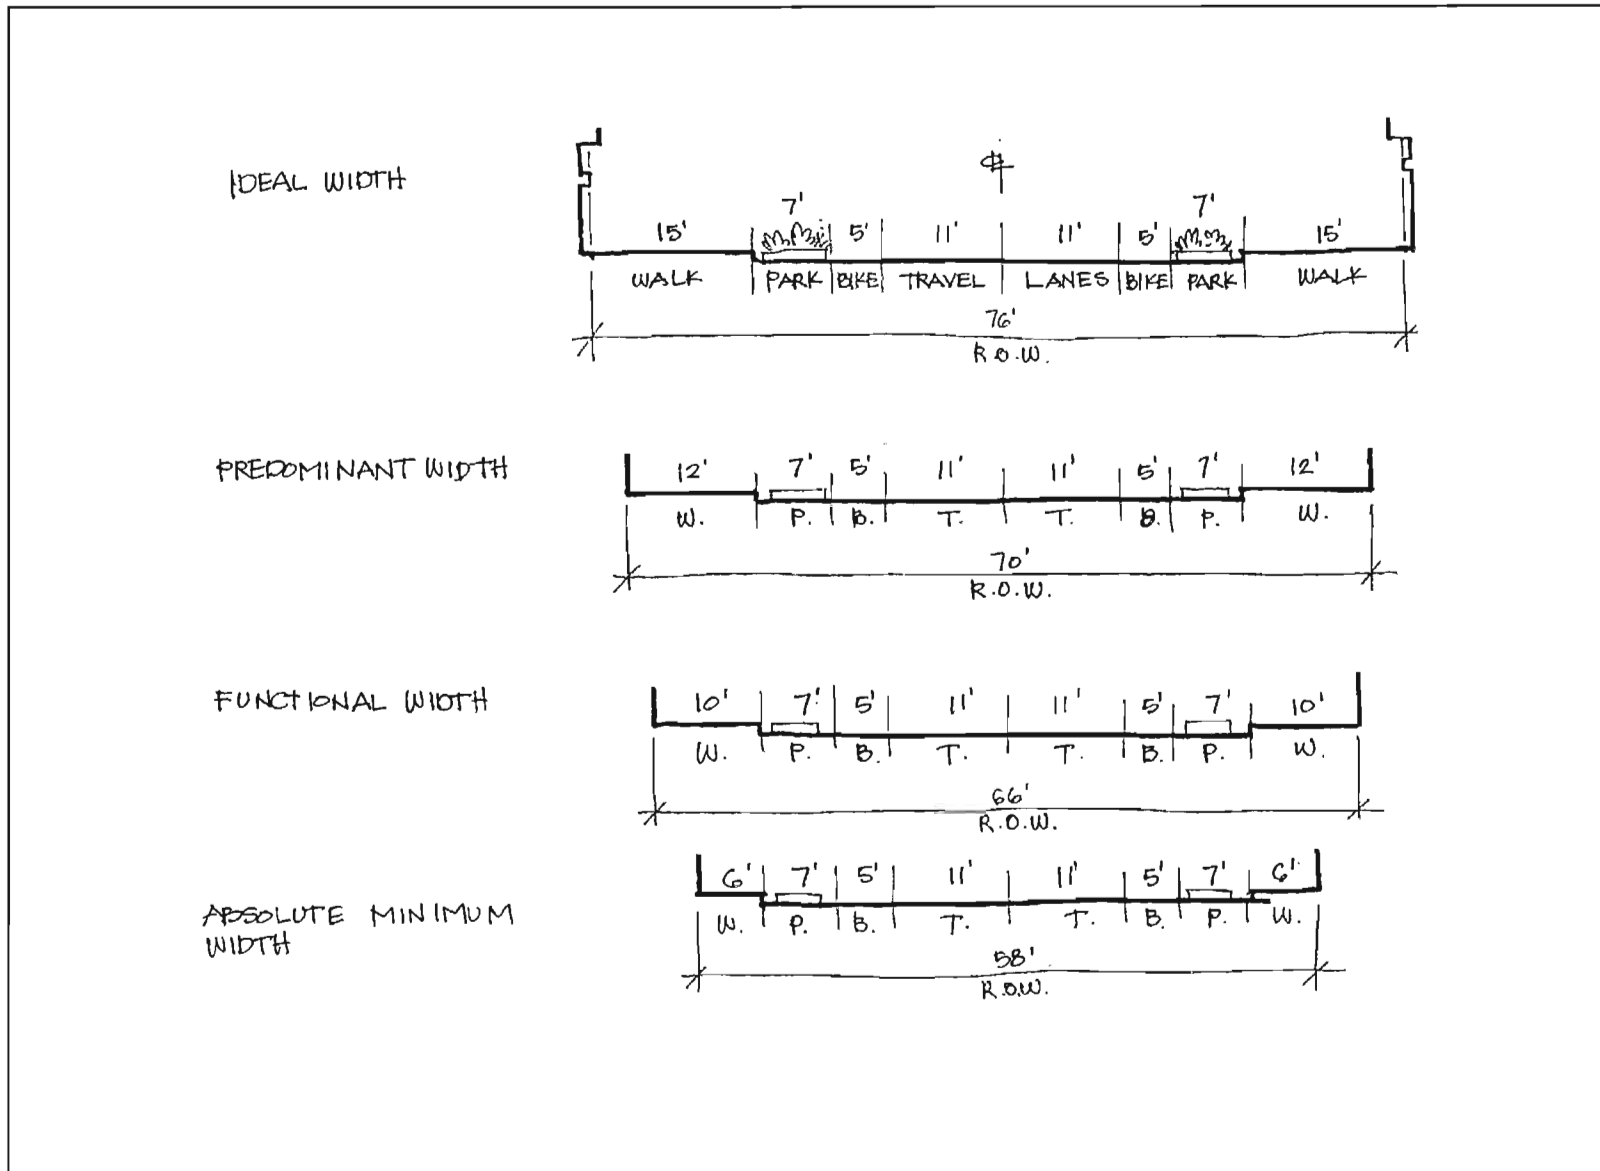 IDEAL WIDTH
℄
7' 7'
15' 5' 11' 11' 5' 15'
WALK PARK BIKE TRAVEL LANES BIKE PARK WALK
76'
R.O.W.
PREDOMINANT WIDTH
12' 7' 5' 11' 11' 5' 7' 12'
W. P. B. T. T. B. P. W.
70'
R.O.W.
FUNCTIONAL WIDTH
10' 7' 5' 11' 11' 5' 7' 10'
W. P. B. T. T. B. P. W.
66'
R.O.W.
ABSOLUTE MINIMUM
WIDTH
6' 7' 5' 11' 11' 5' 7' 6'
W. P. B. T. T. B. P. W.
58'
R.O.W.